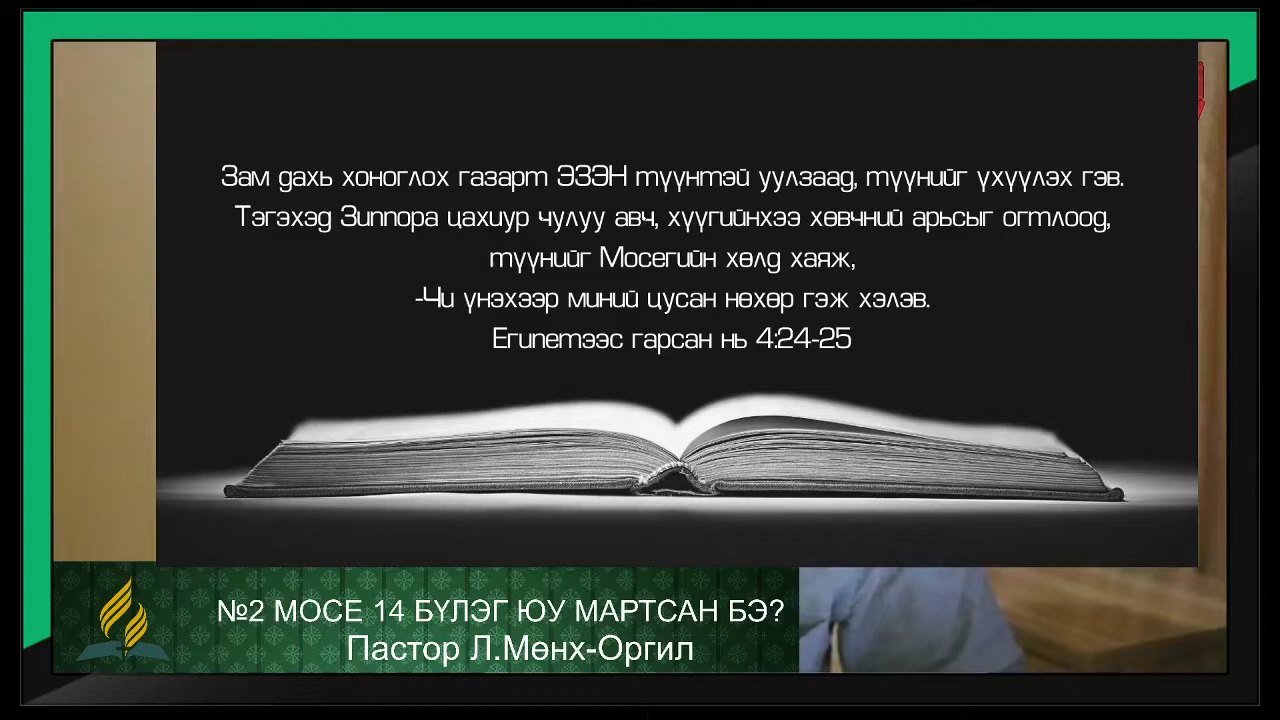 Зам дахь хоноглох газарт ЭЗЭН түүнтэй уулзаад, түүнийг үхүүлэх гэв.
Тэгэхэд Зиппора цахиур чулуу авч, хүүгийнхээ хөвчний арьсыг огтлоод,
түүнийг Мосегийн хөлд хаяж,
-Чи үнэхээр миний цусан нөхөр гэж хэлэв.
Египетээс гарсан нь 4:24-25
№2 МОСЕ 14 БҮЛЭГ ЮУ МАРТСАН БЭ?
Пастор Л.Мөнх-Оргил